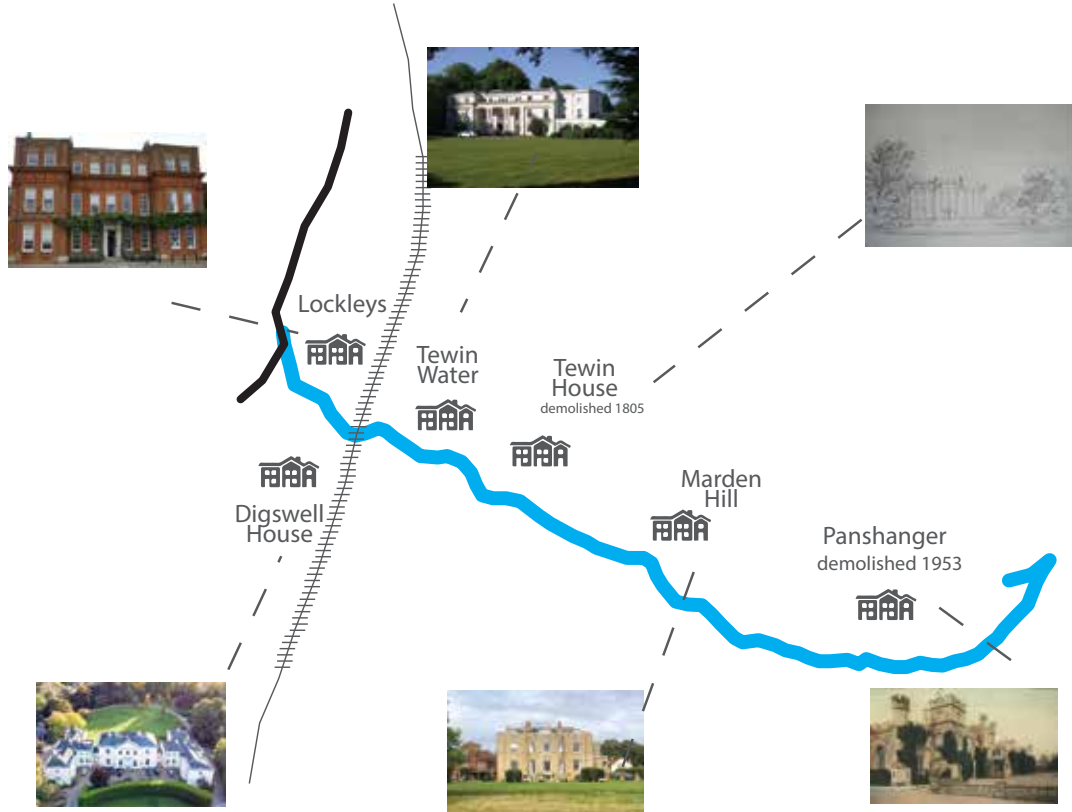 Lockleys
Tewin
Water
Tewin
House
demolished 1805
Digswell
House
Marden
Hill
Panshanger
demolished 1953